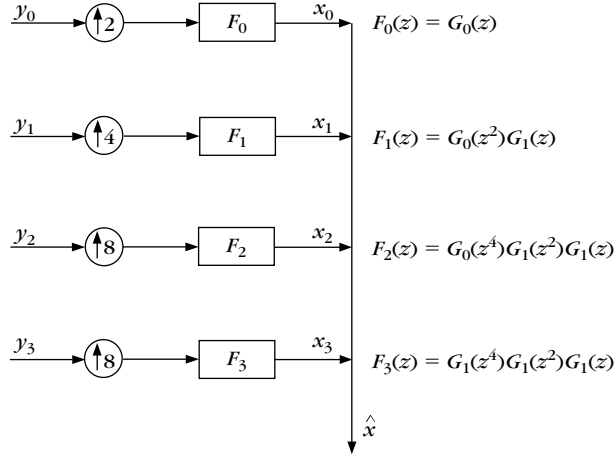 y₀ ↑2 F₀ x₀ F₀(z) = G₀(z)
y₁ ↑4 F₁ x₁ F₁(z) = G₀(z²)G₁(z)
y₂ ↑8 F₂ x₂ F₂(z) = G₀(z⁴)G₁(z²)G₁(z)
y₃ ↑8 F₃ x₃ F₃(z) = G₁(z⁴)G₁(z²)G₁(z)
x̂